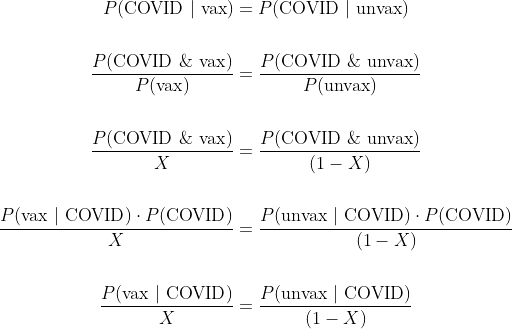 P(COVID | vax) = P(COVID | unvax)
P(COVID & vax) / P(vax) = P(COVID & unvax) / P(unvax)
P(COVID & vax) / X = P(COVID & unvax) / (1 − X)
P(vax | COVID) · P(COVID) / X = P(unvax | COVID) · P(COVID) / (1 − X)
P(vax | COVID) / X = P(unvax | COVID) / (1 − X)